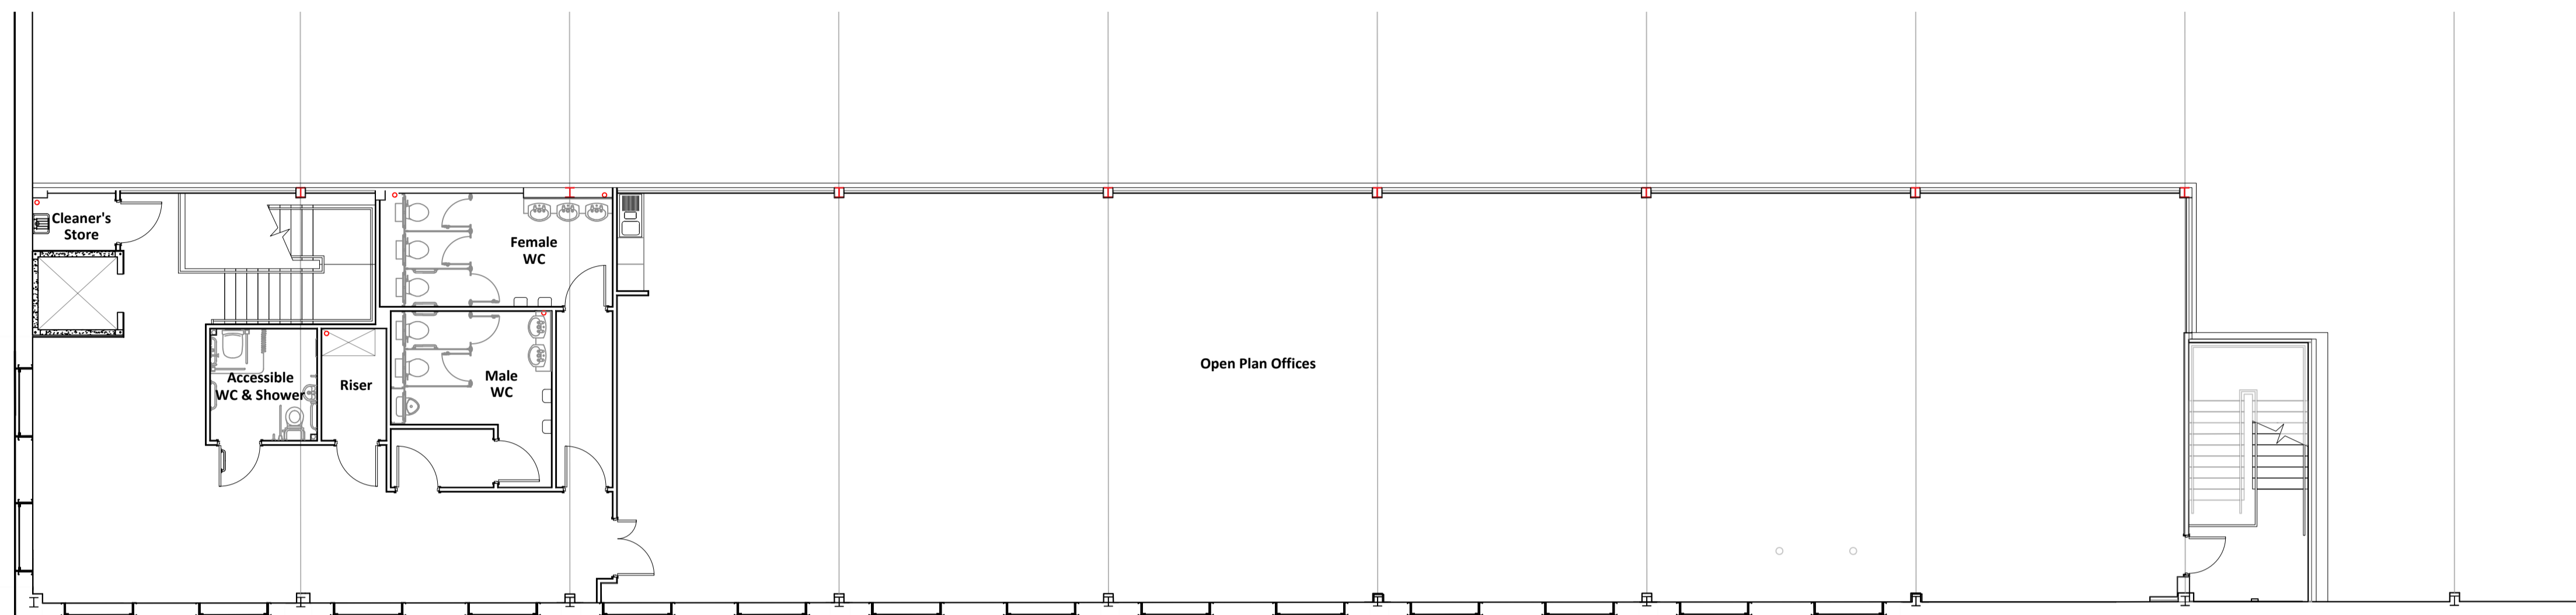 Cleaner's
Store
Female
WC
Accessible
WC & Shower
Riser
Male
WC
Open Plan Offices